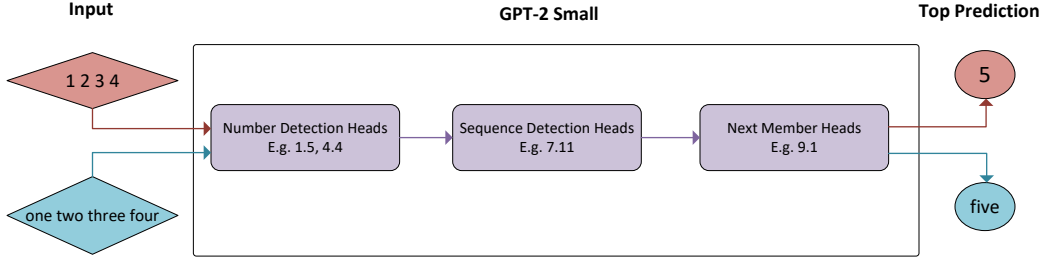 Input
GPT-2 Small
Top Prediction
1 2 3 4
5
Number Detection Heads
E.g. 1.5, 4.4
Sequence Detection Heads
E.g. 7.11
Next Member Heads
E.g. 9.1
one two three four
five